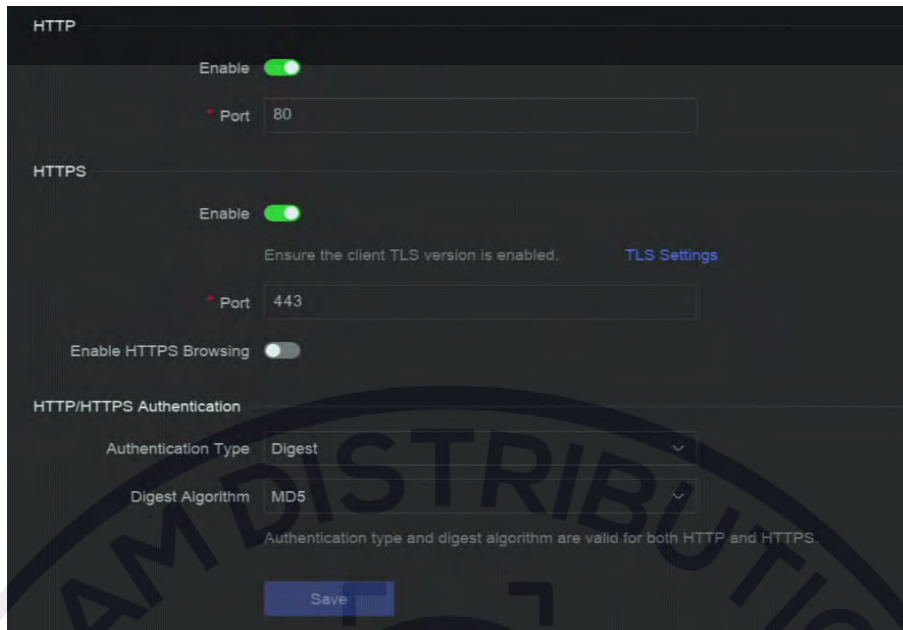 HTTP
Enable
* Port 80
HTTPS
Enable
Ensure the client TLS version is enabled. TLS Settings
* Port 443
Enable HTTPS Browsing
HTTP/HTTPS Authentication
Authentication Type Digest
Digest Algorithm MD5
Authentication type and digest algorithm are valid for both HTTP and HTTPS.
Save
AM DISTRIBUTIO